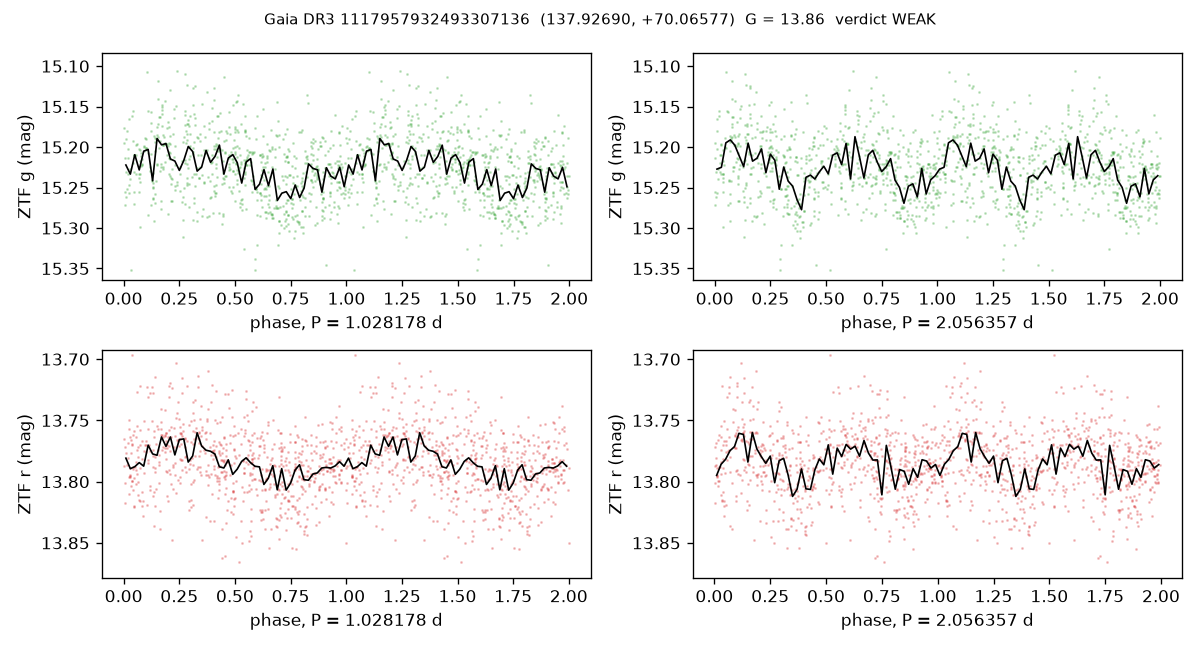 Gaia DR3 1117957932493307136  (137.92690, +70.06577)  G = 13.86  verdict WEAK
ZTF g (mag)
15.10
15.15
15.20
15.25
15.30
15.35
0.00 0.25 0.50 0.75 1.00 1.25 1.50 1.75 2.00
phase, P = 1.028178 d
ZTF g (mag)
15.10
15.15
15.20
15.25
15.30
15.35
0.00 0.25 0.50 0.75 1.00 1.25 1.50 1.75 2.00
phase, P = 2.056357 d
ZTF r (mag)
13.70
13.75
13.80
13.85
0.00 0.25 0.50 0.75 1.00 1.25 1.50 1.75 2.00
phase, P = 1.028178 d
ZTF r (mag)
13.70
13.75
13.80
13.85
0.00 0.25 0.50 0.75 1.00 1.25 1.50 1.75 2.00
phase, P = 2.056357 d